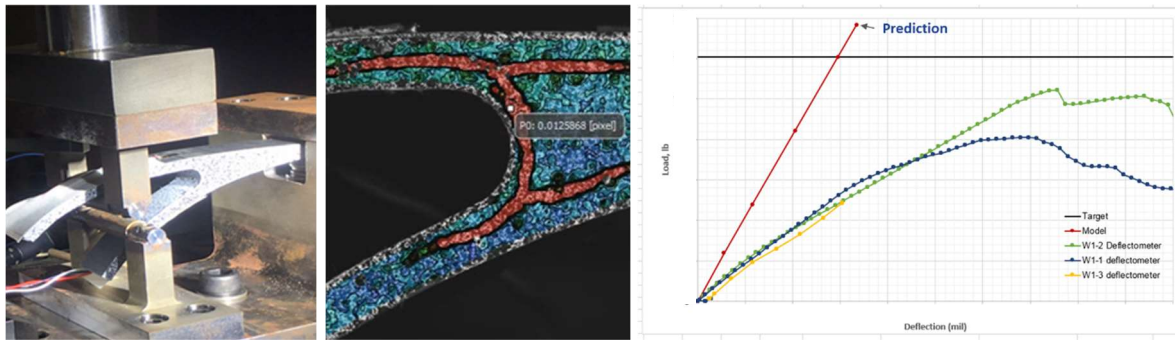 P0: 0.0125868 [pixel]
Prediction
Load, lb
Target
Model
W1-2 Deflectometer
W1-1 deflectometer
W1-3 deflectometer
Deflection (mil)